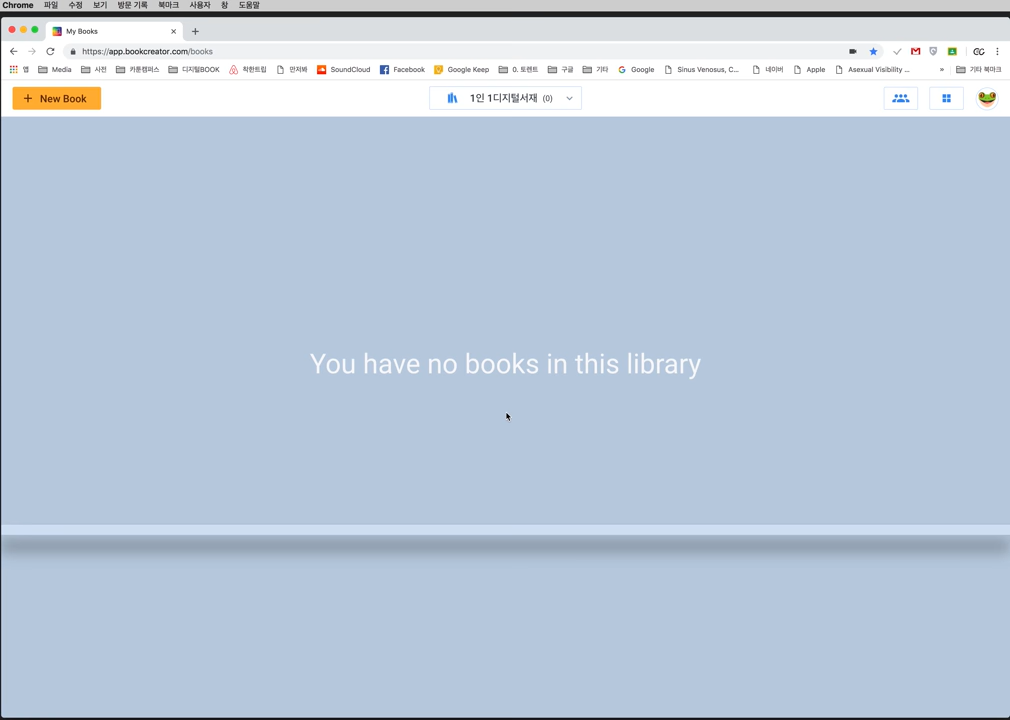 Chrome 파일 수정 보기 방문 기록 북마크 사용자 창 도움말
My Books
https://app.bookcreator.com/books
앱 Media 사전 카툰캠퍼스 디지털BOOK 착한트립 만저봐 SoundCloud Facebook Google Keep 0. 토렌트 구글 기타 Google Sinus Venosus, C... 네이버 Apple Asexual Visibility ... » 기타 북마크
+ New Book 1인 1디지털서재 (0)
You have no books in this library